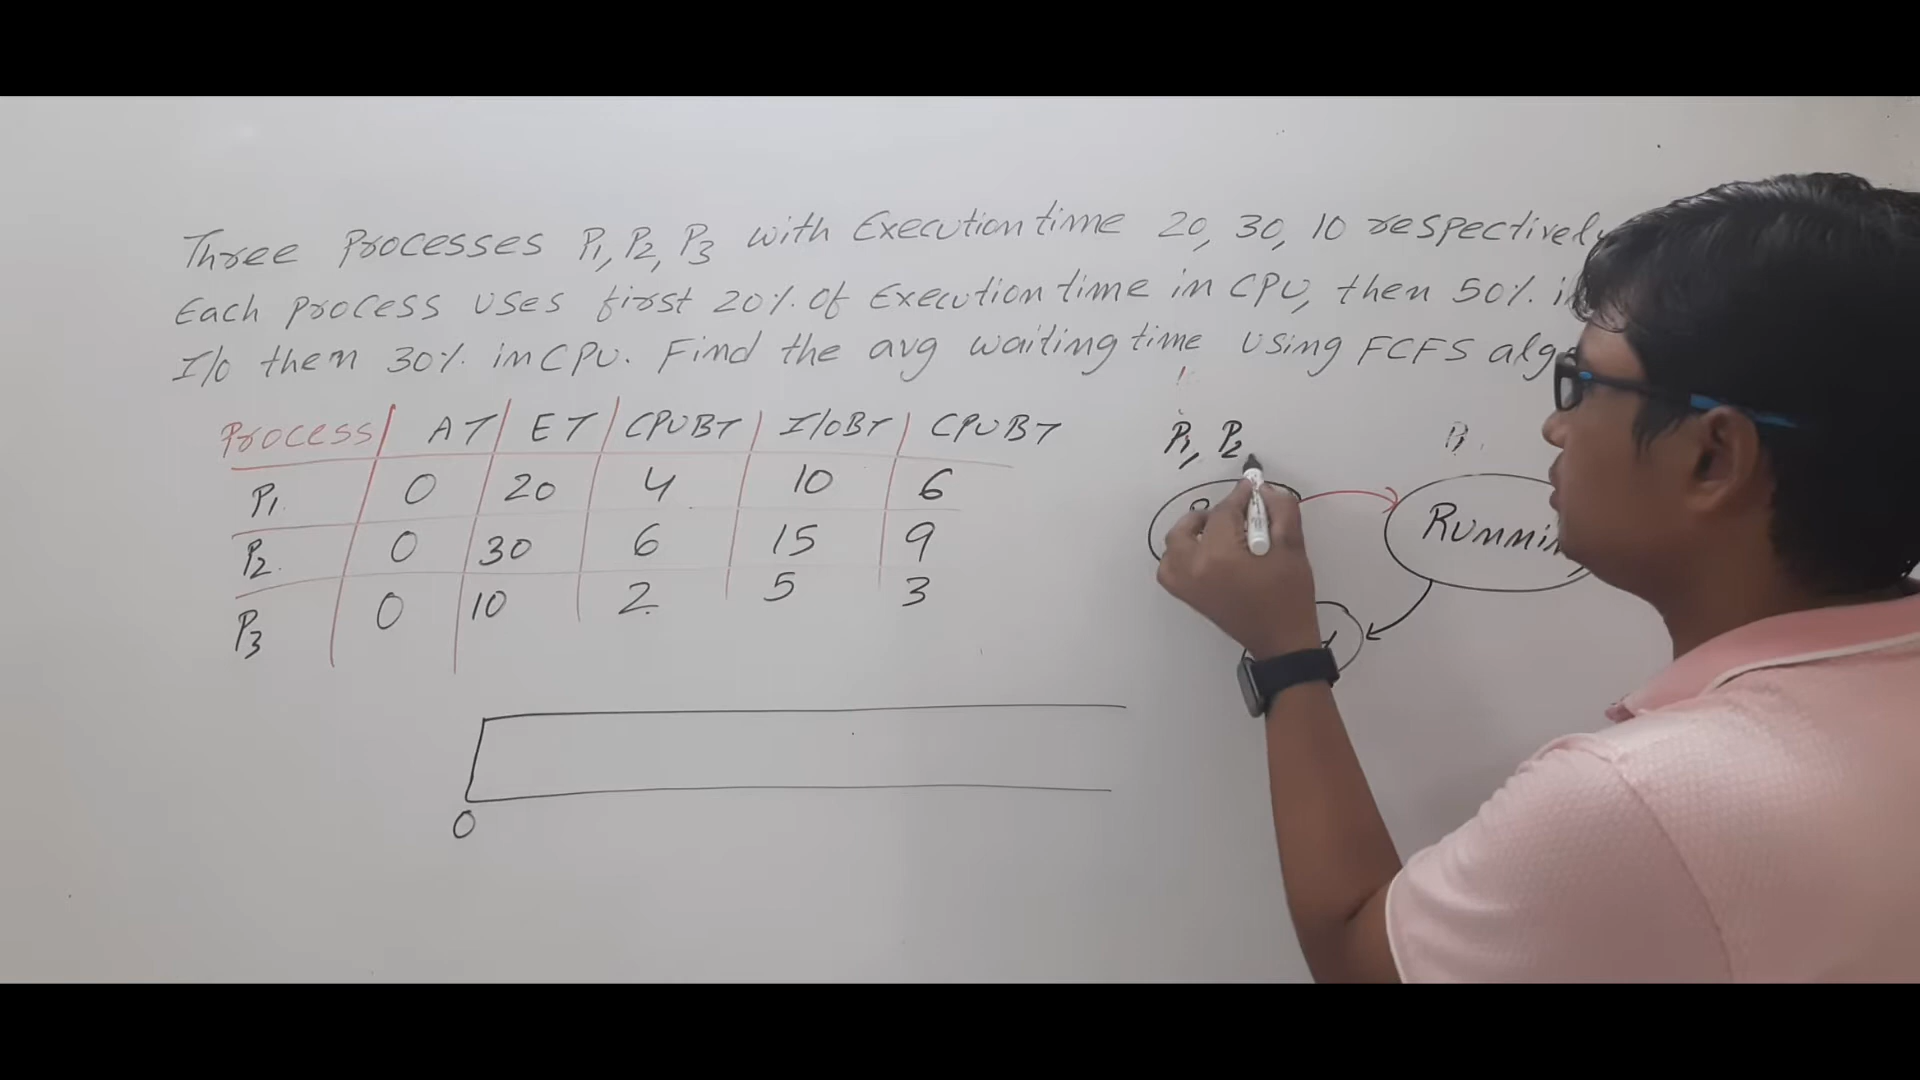 Three Processes P1, P2, P3 with Execution time 20, 30, 10 respectively
Each process uses first 20%. of Execution time in CPU, then 50%. in
I/o then 30%. in CPU. Find the avg waiting time using FCFS algo
Process AT ET CPUBT I/OBT CPUBT
P1 0 20 4 10 6
P2 0 30 6 15 9
P3 0 10 2 5 3
P1, P2
Running
0